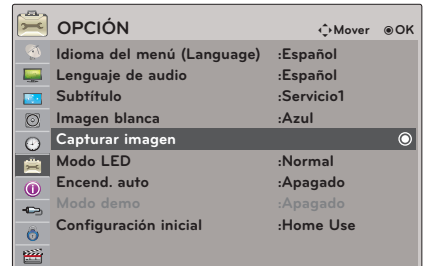 OPCIÓN Mover OK
Idioma del menú (Language) :Español
Lenguaje de audio :Español
Subtítulo :Servicio1
Imagen blanca :Azul
Capturar imagen
Modo LED :Normal
Encend. auto :Apagado
Modo demo :Apagado
Configuración inicial :Home Use